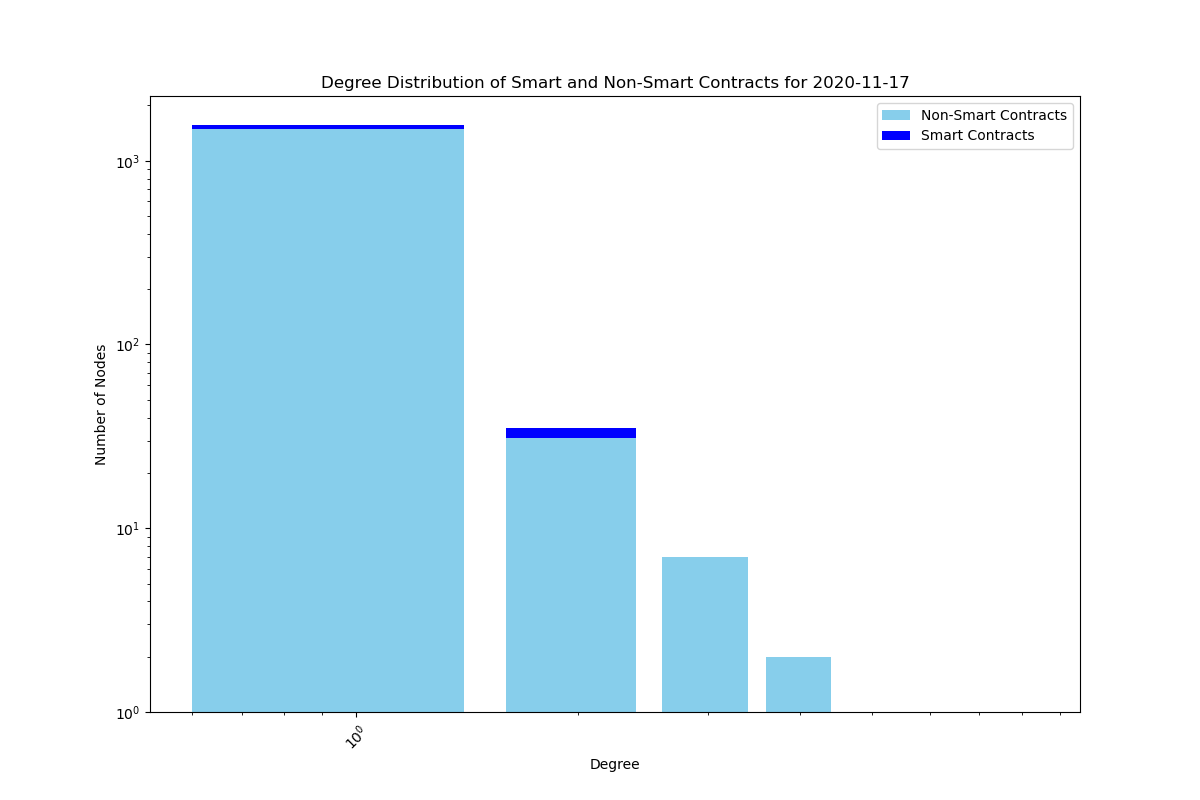 Degree Distribution of Smart and Non-Smart Contracts for 2020-11-17
Non-Smart Contracts
Smart Contracts
Number of Nodes
10³
10²
10¹
10⁰
10⁰
Degree